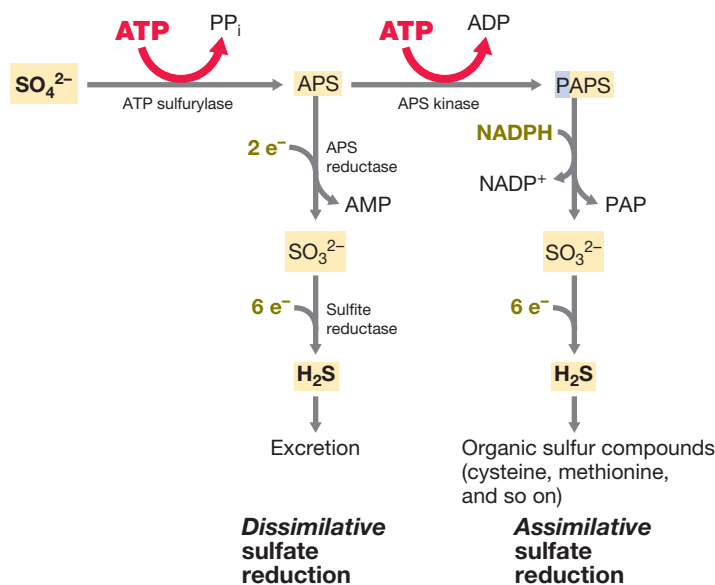 ATP PPi ATP ADP
SO₄²⁻ APS PAPS
ATP sulfurylase APS kinase
2 e⁻ APS
reductase
AMP
NADPH
NADP⁺
PAP
SO₃²⁻ SO₃²⁻
6 e⁻ Sulfite
reductase
6 e⁻
H₂S H₂S
Excretion
Organic sulfur compounds
(cysteine, methionine,
and so on)
Dissimilative
sulfate
reduction
Assimilative
sulfate
reduction